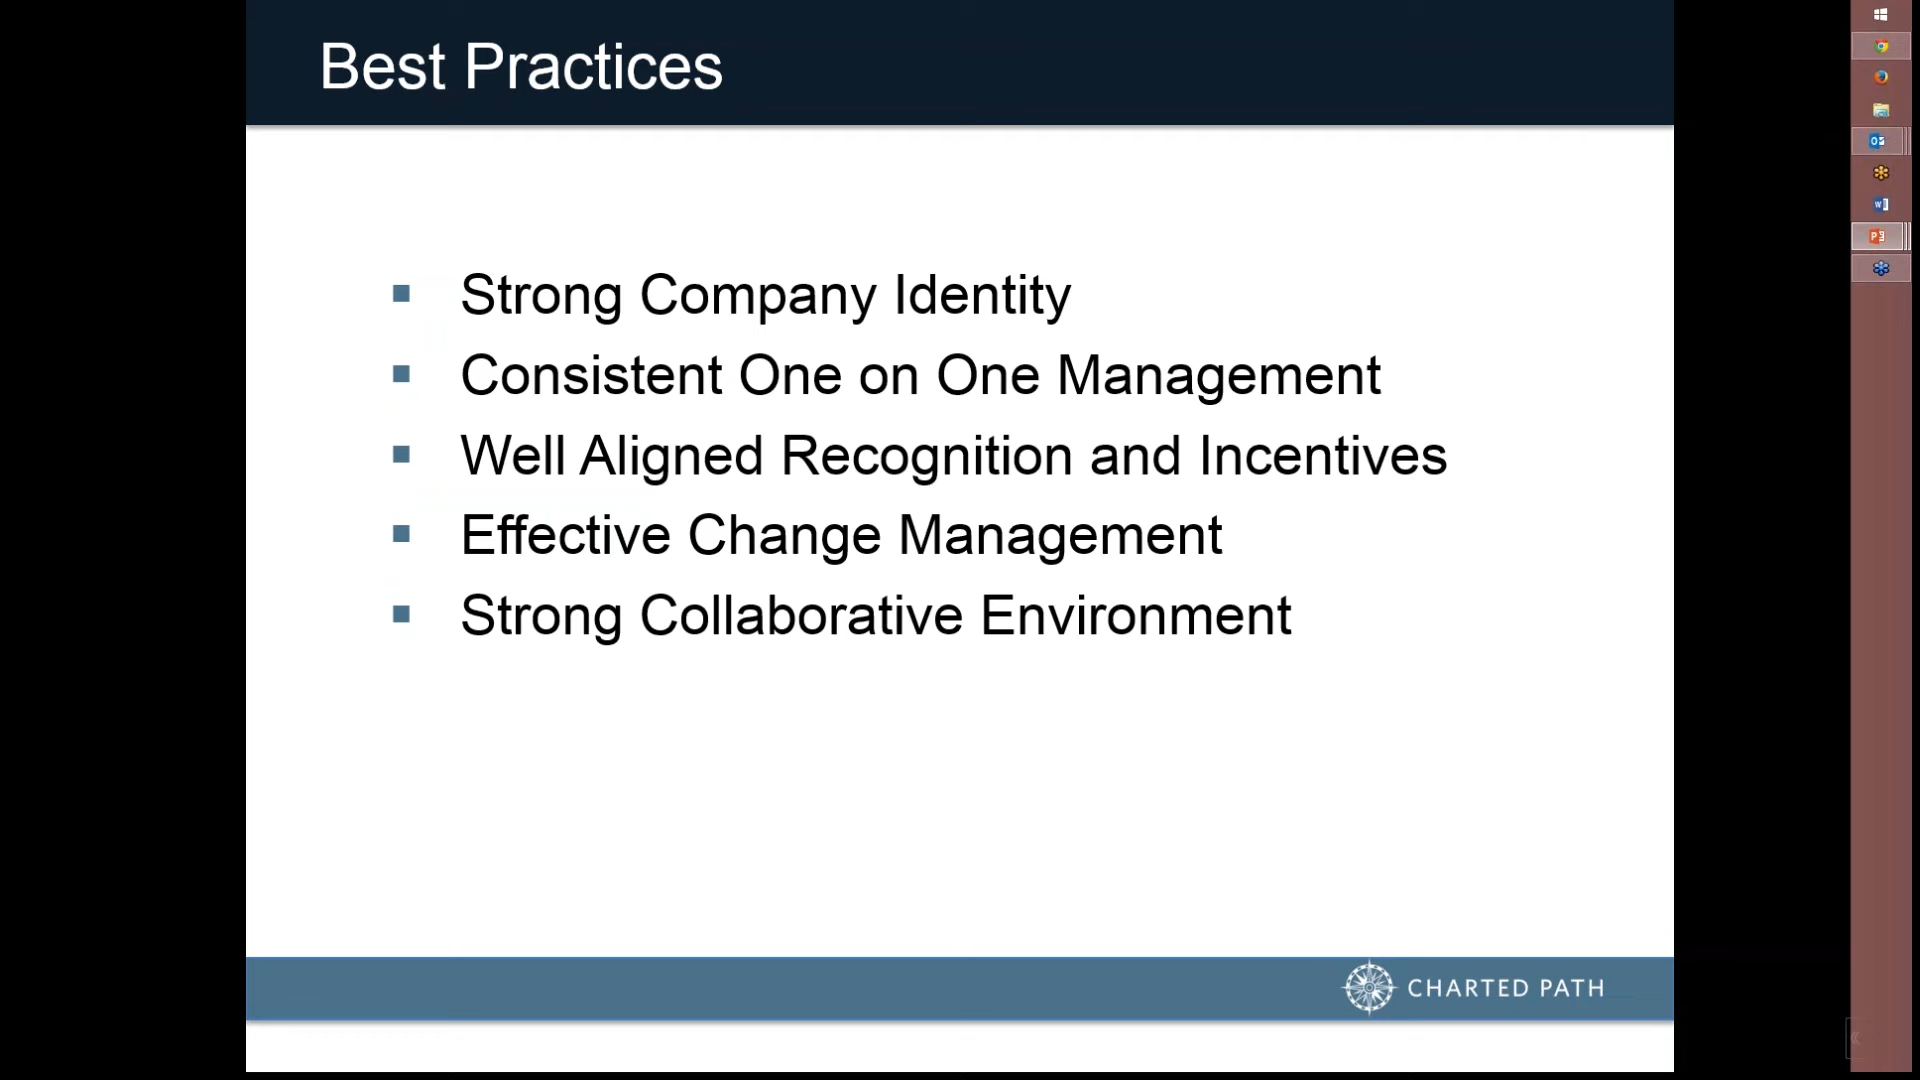 Best Practices
Strong Company Identity
Consistent One on One Management
Well Aligned Recognition and Incentives
Effective Change Management
Strong Collaborative Environment
CHARTED PATH